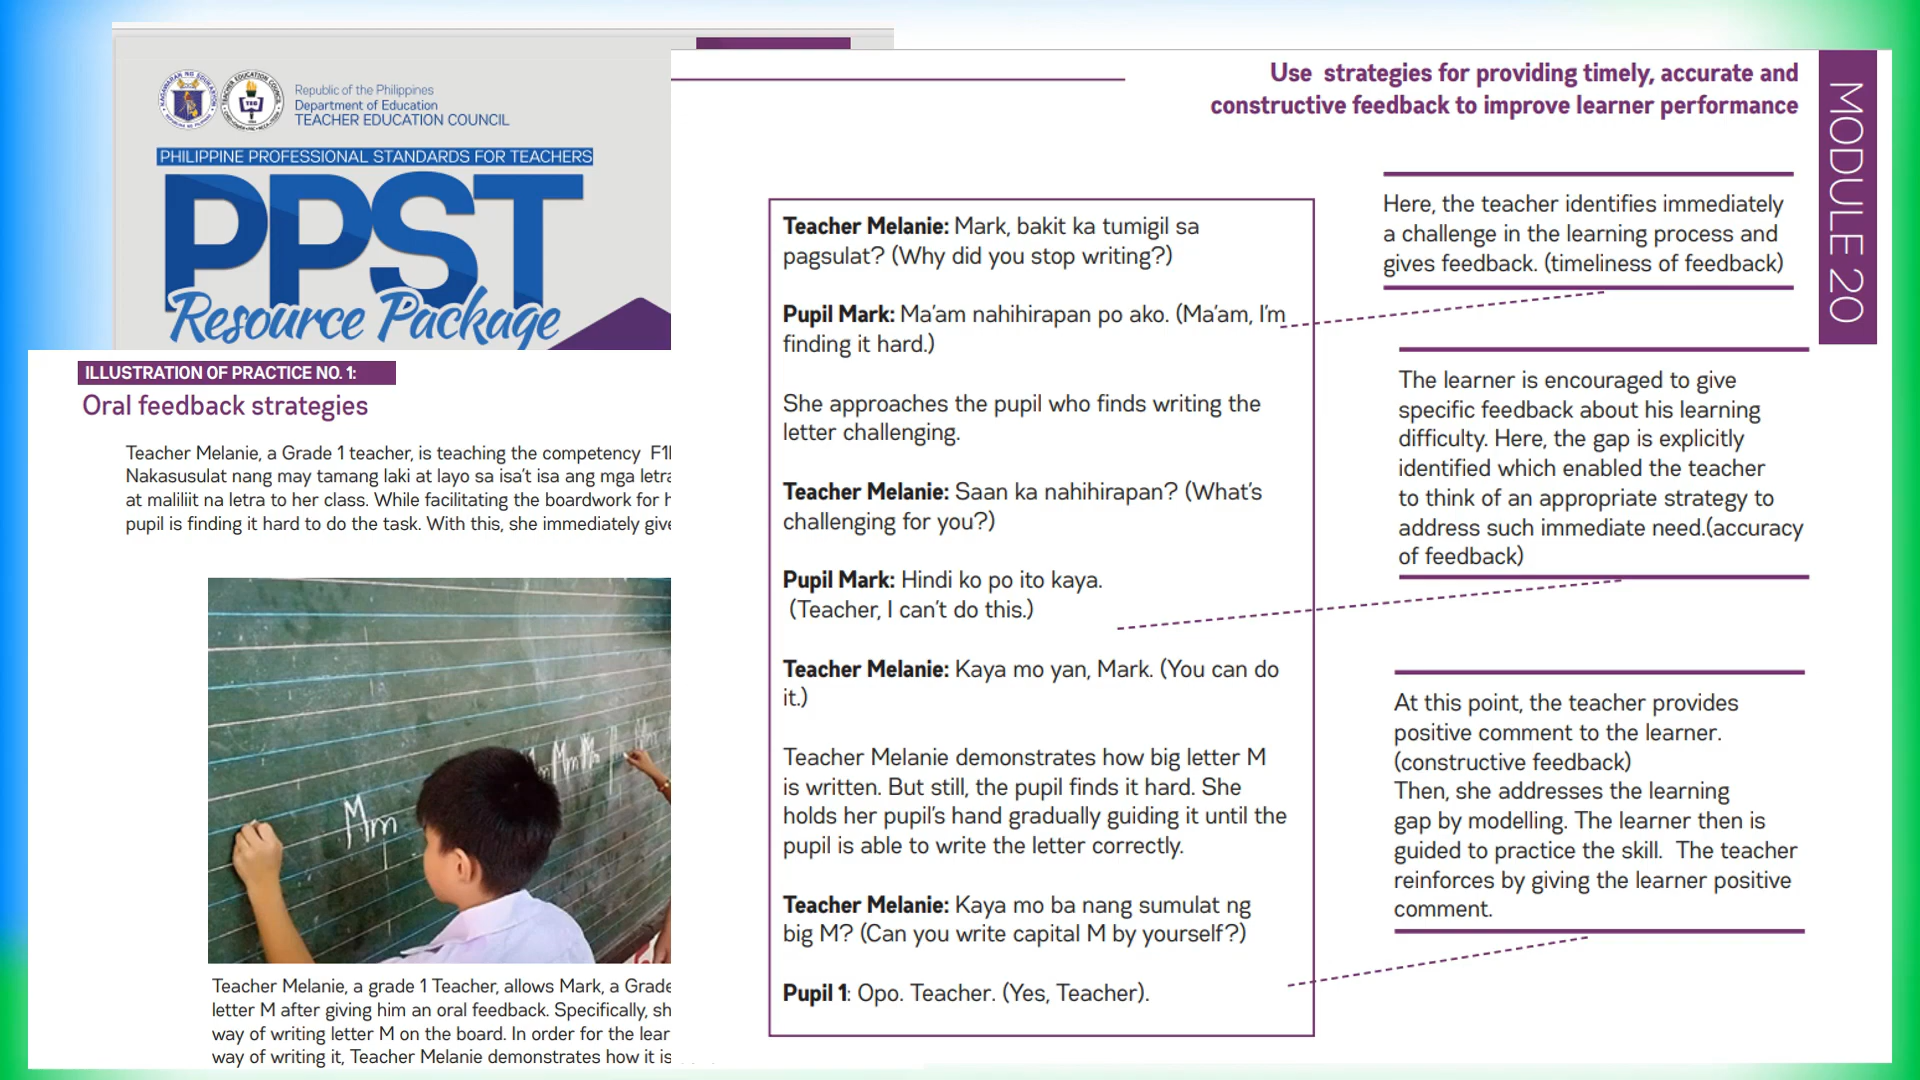 Republic of the Philippines
Department of Education
TEACHER EDUCATION COUNCIL
PHILIPPINE PROFESSIONAL STANDARDS FOR TEACHERS
PPST
Resource Package
ILLUSTRATION OF PRACTICE NO. 1:
Oral feedback strategies
Teacher Melanie, a Grade 1 teacher, is teaching the competency
Nakasusulat nang may tamang laki at layo sa isa't isa ang mga
at maliliit na letra to her class. While facilitating the boardwork for
pupil is finding it hard to do the task. With this, she immediately
Mm
Teacher Melanie, a grade 1 Teacher, allows Mark, a Grade
letter M after giving him an oral feedback. Specifically,
way of writing letter M on the board. In order for the
way of writing it, Teacher Melanie demonstrates how it is
Use strategies for providing timely, accurate and
constructive feedback to improve learner performance
MODULE 20
Teacher Melanie: Mark, bakit ka tumigil sa
pagsulat? (Why did you stop writing?)
Pupil Mark: Ma'am nahihirapan po ako. (Ma'am, I'm
finding it hard.)
She approaches the pupil who finds writing the
letter challenging.
Teacher Melanie: Saan ka nahihirapan? (What's
challenging for you?)
Pupil Mark: Hindi ko po ito kaya.
(Teacher, I can't do this.)
Teacher Melanie: Kaya mo yan, Mark. (You can do
it.)
Teacher Melanie demonstrates how big letter M
is written. But still, the pupil finds it hard. She
holds her pupil's hand gradually guiding it until the
pupil is able to write the letter correctly.
Teacher Melanie: Kaya mo ba nang sumulat ng
big M? (Can you write capital M by yourself?)
Pupil 1: Opo. Teacher. (Yes, Teacher).
Here, the teacher identifies immediately
a challenge in the learning process and
gives feedback. (timeliness of feedback)
The learner is encouraged to give
specific feedback about his learning
difficulty. Here, the gap is explicitly
identified which enabled the teacher
to think of an appropriate strategy to
address such immediate need.(accuracy
of feedback)
At this point, the teacher provides
positive comment to the learner.
(constructive feedback)
Then, she addresses the learning
gap by modelling. The learner then is
guided to practice the skill.  The teacher
reinforces by giving the learner positive
comment.